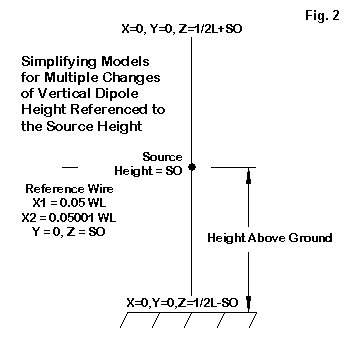 Fig. 2
X=0, Y=0, Z=1/2L+SO
Simplifying Models
for Multiple Changes
of Vertical Dipole
Height Referenced to
the Source Height
Source
Height = SO
Reference Wire
X1 = 0.05 WL
X2 = 0.05001 WL
Y = 0, Z = SO
Height Above Ground
X=0,Y=0,Z=1/2L-SO